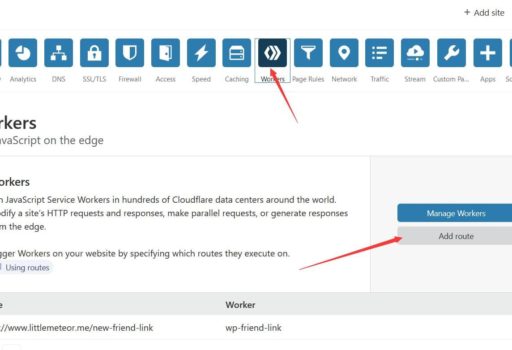 + Add site
Analytics
DNS
SSL/TLS
Firewall
Access
Speed
Caching
Workers
Page Rules
Network
Traffic
Stream
Custom Pa...
Apps
rkers
avaScript on the edge
orkers
n JavaScript Service Workers in hundreds of Cloudflare data centers around the world.
odify a site's HTTP requests and responses, make parallel requests, or generate responses
m the edge.
gger Workers on your website by specifying which routes they execute on.
Using routes
Manage Workers
Add route
e
Worker
://www.littlemeteor.me/new-friend-link
wp-friend-link